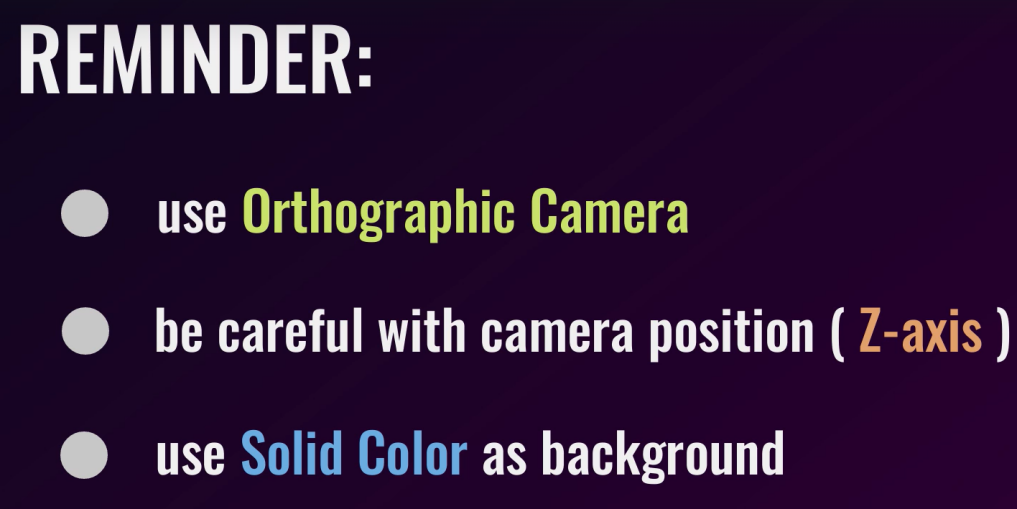 REMINDER:
use Orthographic Camera
be careful with camera position ( Z-axis )
use Solid Color as background